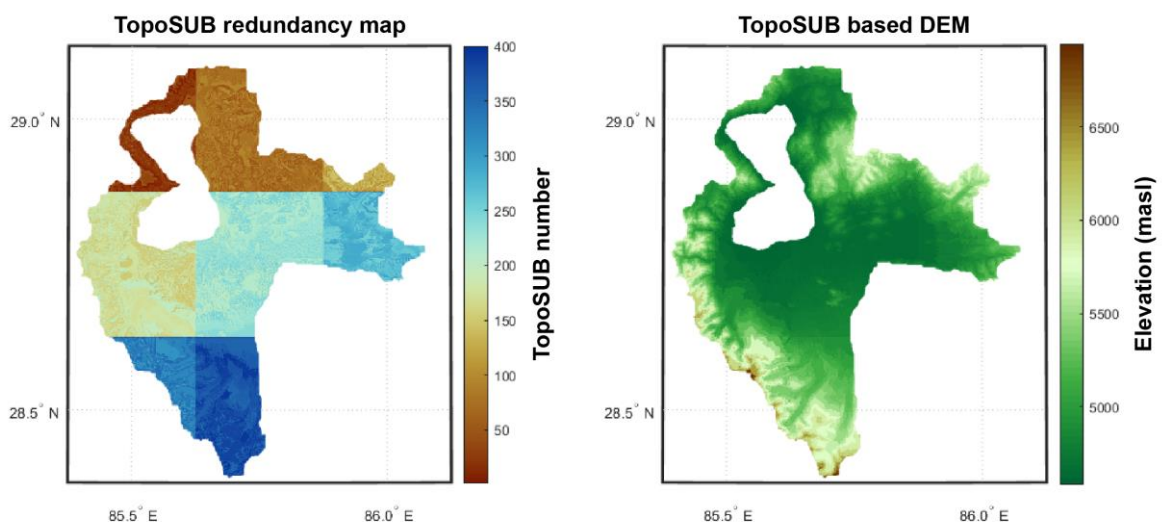 TopoSUB redundancy map
TopoSUB based DEM
400
350
300
250
200
150
100
50
TopoSUB number
29.0° N
28.5° N
85.5° E
86.0° E
6500
6000
5500
5000
Elevation (masl)
29.0° N
28.5° N
85.5° E
86.0° E